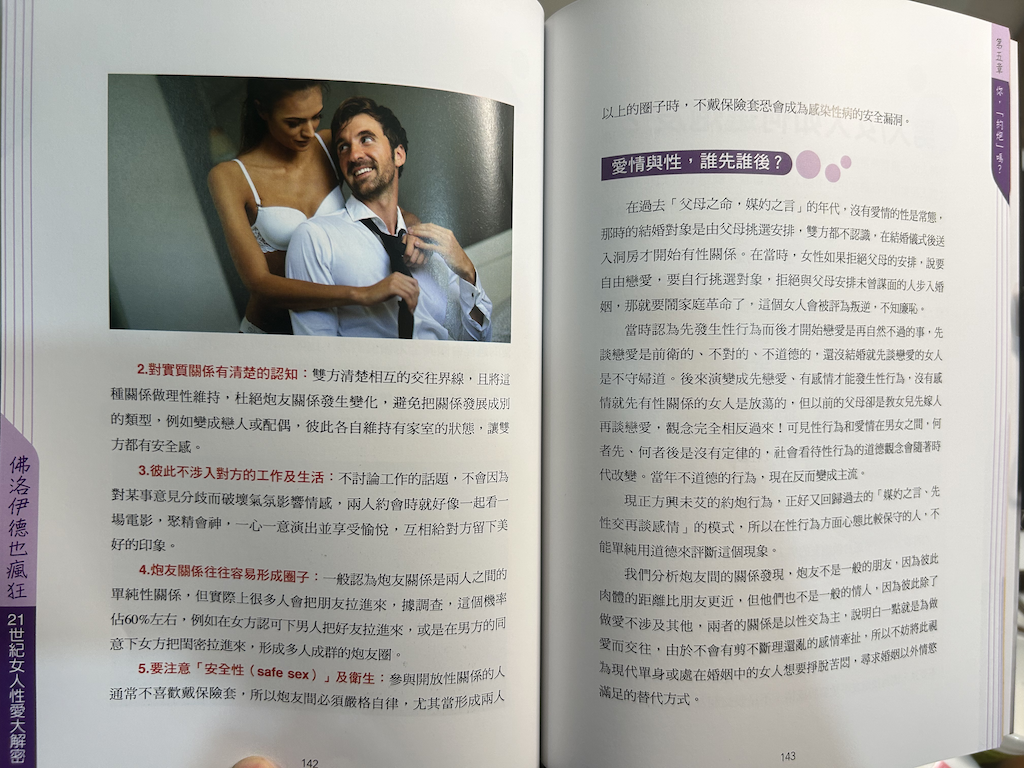 2.對實質關係有清楚的認知：雙方清楚相互的交往界線，且將這
種關係做理性維持，杜絕炮友關係發生變化，避免把關係發展成別
的類型，例如變成戀人或配偶，彼此各自維持有家室的狀態，讓雙
方都有安全感。
3.彼此不涉入對方的工作及生活：不討論工作的話題，不會因為
對某事意見分歧而破壞氣氛影響情感，兩人約會時就好像一起看一
場電影，聚精會神，一心一意演出並享受愉悅，互相給對方留下美
好的印象。
4.炮友關係往往容易形成圈子：一般認為炮友關係是兩人之間的
單純性關係，但實際上很多人會把朋友拉進來，據調查，這個機率
佔60%左右，例如在女方認可下男人把好友拉進來，或是在男方的同
意下女方把閨密拉進來，形成多人成群的炮友圈。
5.要注意「安全性（safe sex）」及衛生：參與開放性關係的人
通常不喜歡戴保險套，所以炮友間必須嚴格自律，尤其當形成兩人
佛洛伊德也瘋狂
21世紀女人性愛大解密
142
以上的圈子時，不戴保險套恐會成為感染性病的安全漏洞。
愛情與性，誰先誰後？
在過去「父母之命，媒妁之言」的年代，沒有愛情的性是常態，
那時的結婚對象是由父母挑選安排，雙方都不認識，在結婚儀式後送
入洞房才開始有性關係。在當時，女性如果拒絕父母的安排，說要
自由戀愛，要自行挑選對象，拒絕與父母安排未曾謀面的人步入婚
姻，那就要鬧家庭革命了，這個女人會被評為叛逆、不知廉恥。
當時認為先發生性行為而後才開始戀愛是再自然不過的事，先
談戀愛是前衛的、不對的、不道德的，還沒結婚就先談戀愛的女人
是不守婦道。後來演變成先戀愛、有感情才能發生性行為，沒有感
情就先有性關係的女人是放蕩的，但以前的父母卻是教女兒先嫁人
再談戀愛，觀念完全相反過來！可見性行為和愛情在男女之間，何
者先、何者後是沒有定律的，社會看待性行為的道德觀念會隨著時
代改變。當年不道德的行為，現在反而變成主流。
現正方興未艾的約炮行為，正好又回歸過去的「媒妁之言、先
性交再談感情」的模式，所以在性行為方面心態比較保守的人，不
能單純用道德來評斷這個現象。
我們分析炮友間的關係發現，炮友不是一般的朋友，因為彼此
肉體的距離比朋友更近，但他們也不是一般的情人，因為彼此除了
做愛不涉及其他，兩者的關係是以性交為主，說明白一點就是為做
愛而交往，由於不會有剪不斷理還亂的感情牽扯，所以不妨將此視
為現代單身或處在婚姻中的女人想要掙脫苦悶，尋求婚姻以外情慾
滿足的替代方式。
第五章 你，「約炮」嗎？
143